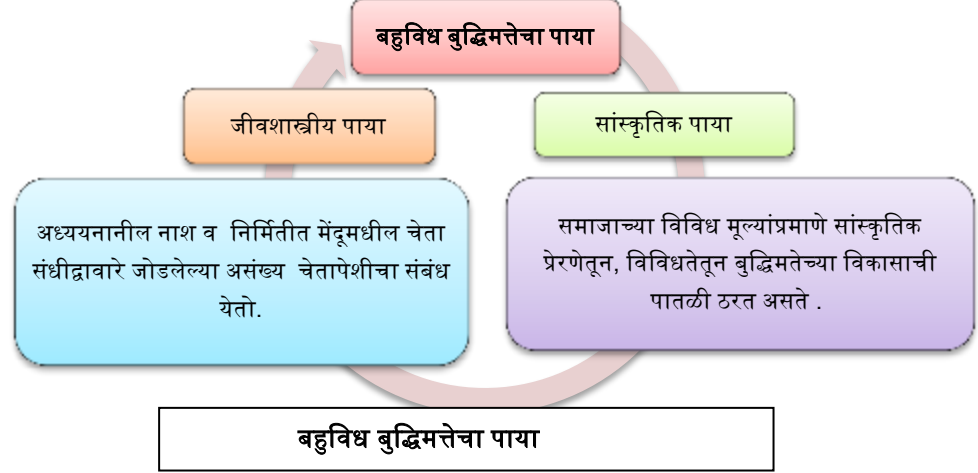 बहुविध बुद्धिमत्तेचा पाया
जीवशास्त्रीय पाया
सांस्कृतिक पाया
अध्ययनानील नाश व निर्मितीत मेंदूमधील चेता
संधीद्वावारे जोडलेल्या असंख्य चेतापेशीचा संबंध
येतो.
समाजाच्या विविध मूल्यांप्रमाणे सांस्कृतिक
प्रेरणेतून, विविधतेतून बुद्धिमतेच्या विकासाची
पातळी ठरत असते .
बहुविध बुद्धिमत्तेचा पाया